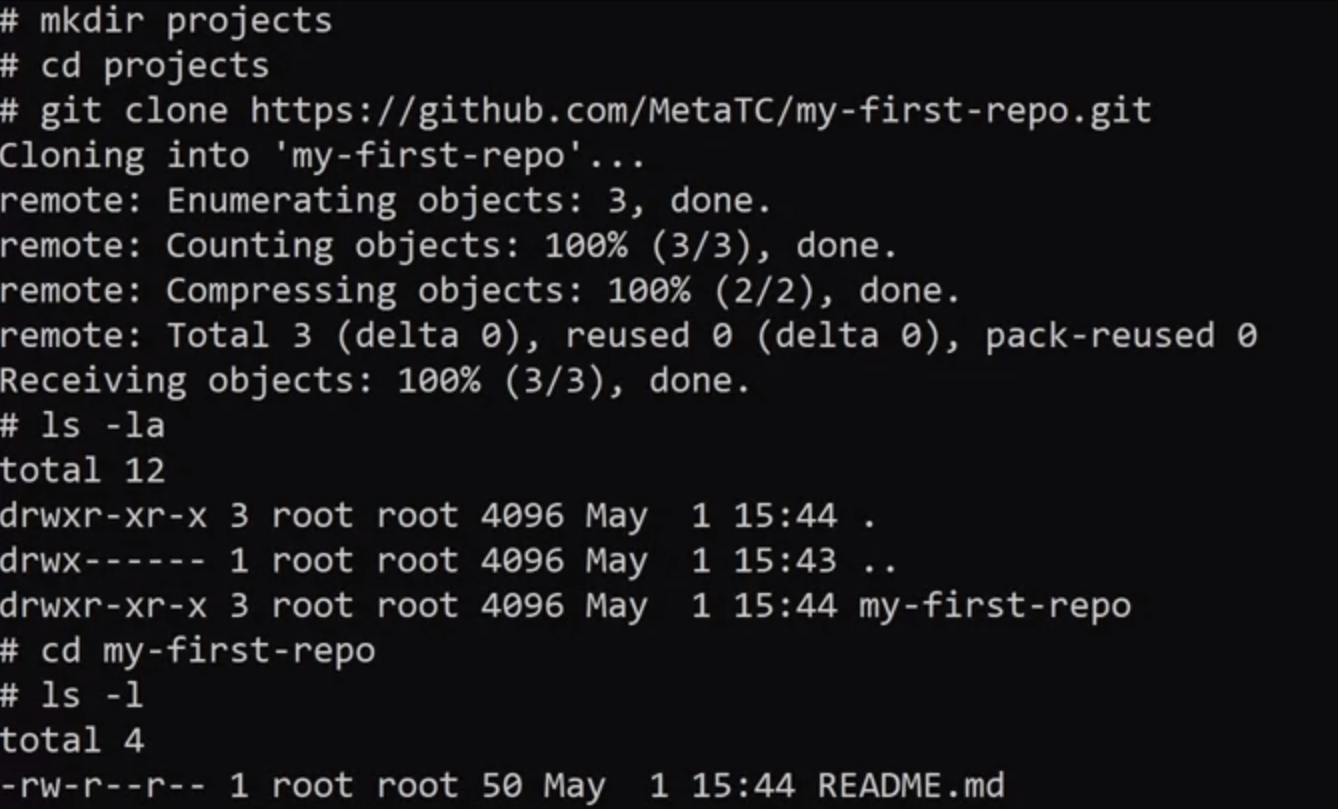 # mkdir projects
# cd projects
# git clone https://github.com/MetaTC/my-first-repo.git
Cloning into 'my-first-repo'...
remote: Enumerating objects: 3, done.
remote: Counting objects: 100% (3/3), done.
remote: Compressing objects: 100% (2/2), done.
remote: Total 3 (delta 0), reused 0 (delta 0), pack-reused 0
Receiving objects: 100% (3/3), done.
# ls -la
total 12
drwxr-xr-x 3 root root 4096 May  1 15:44 .
drwx------ 1 root root 4096 May  1 15:43 ..
drwxr-xr-x 3 root root 4096 May  1 15:44 my-first-repo
# cd my-first-repo
# ls -l
total 4
-rw-r--r-- 1 root root 50 May  1 15:44 README.md